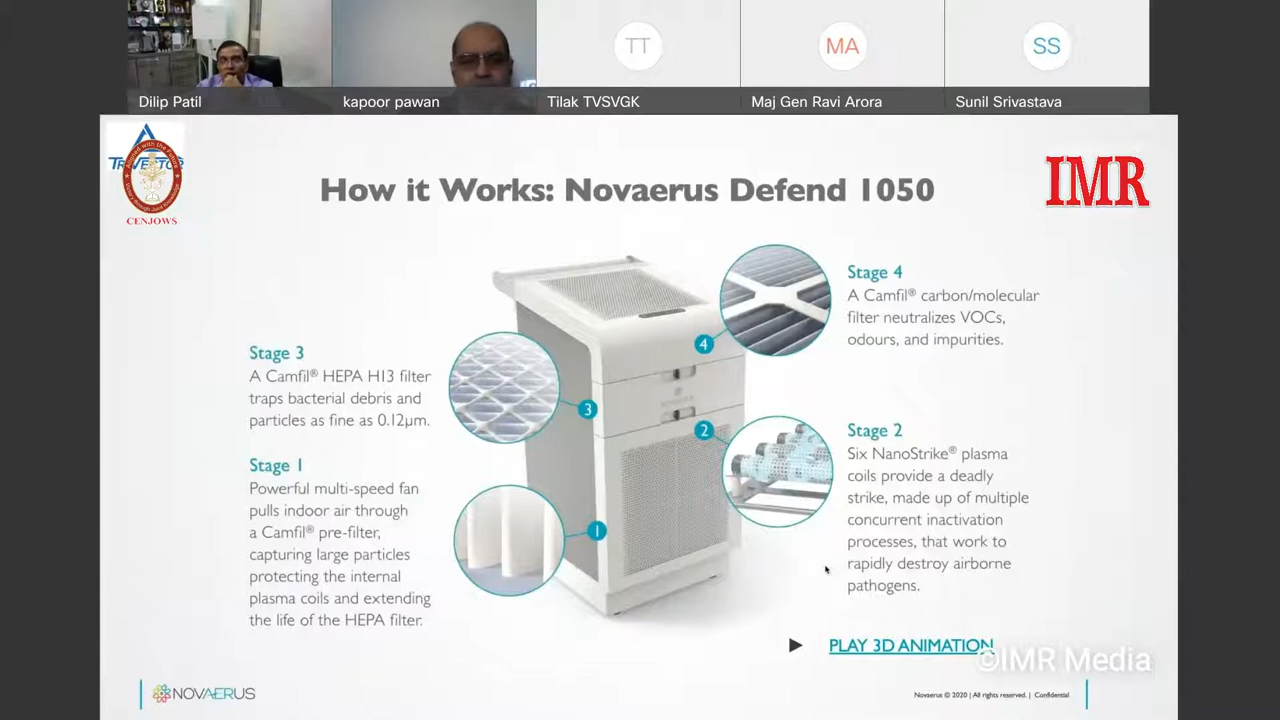 TT
MA
SS
Dilip Patil
kapoor pawan
Tilak TVSVGK
Maj Gen Ravi Arora
Sunil Srivastava
CENJOWS
IMR
How it Works: Novaerus Defend 1050
Stage 4
A Camfil® carbon/molecular
filter neutralizes VOCs,
odours, and impurities.
4
Stage 3
A Camfil® HEPA H13 filter
traps bacterial debris and
particles as fine as 0.12µm.
3
2
Stage 2
Six NanoStrike® plasma
coils provide a deadly
strike, made up of multiple
concurrent inactivation
processes, that work to
rapidly destroy airborne
pathogens.
Stage 1
Powerful multi-speed fan
pulls indoor air through
a Camfil® pre-filter,
capturing large particles
protecting the internal
plasma coils and extending
the life of the HEPA filter.
1
PLAY 3D ANIMATION
©IMR Media
NOVAERUS
Novaerus © 2020 | All rights reserved. | Confidential